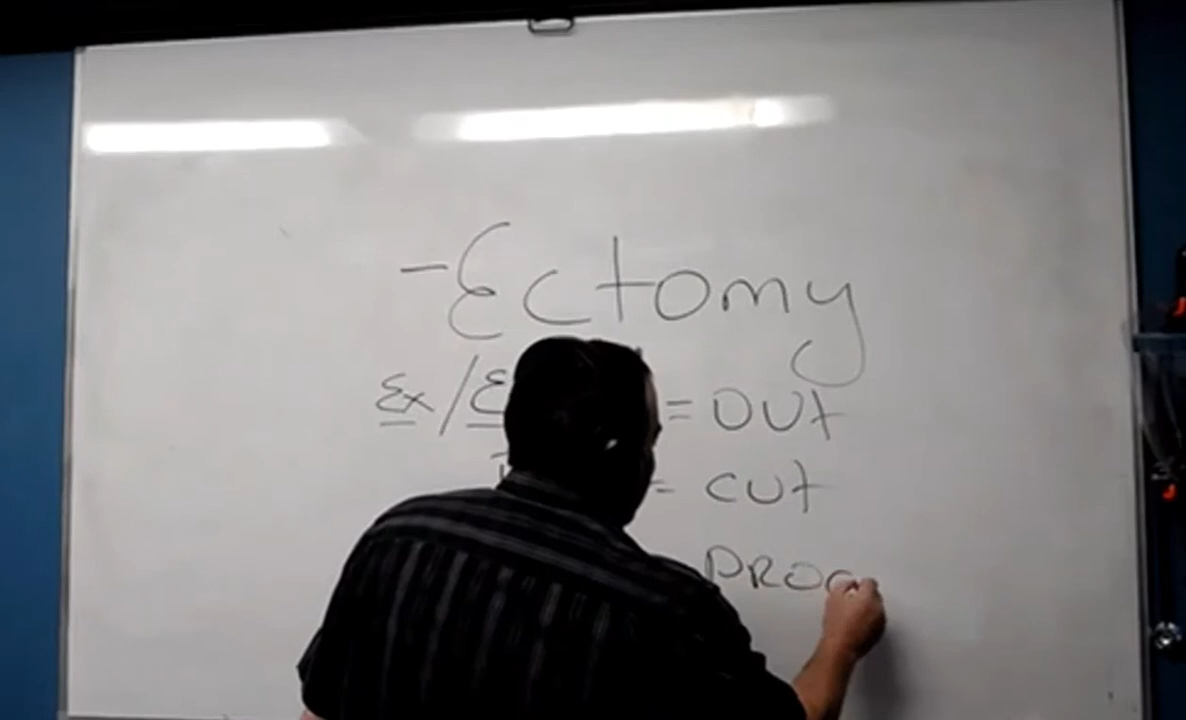 -Ectomy
Ex/E = OUT
= CUT
PROC